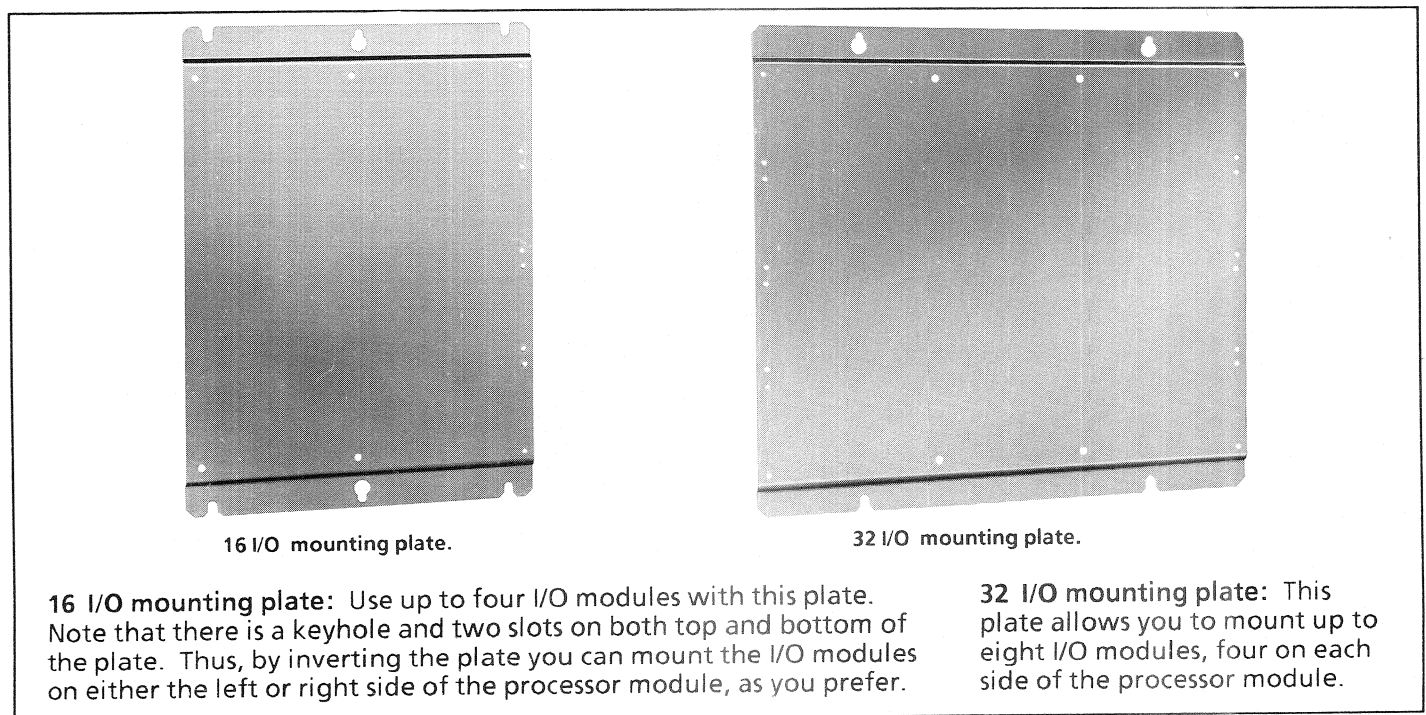 16 I/O mounting plate.
32 I/O mounting plate.
16 I/O mounting plate: Use up to four I/O modules with this plate.
Note that there is a keyhole and two slots on both top and bottom of
the plate. Thus, by inverting the plate you can mount the I/O modules
on either the left or right side of the processor module, as you prefer.
32 I/O mounting plate: This
plate allows you to mount up to
eight I/O modules, four on each
side of the processor module.